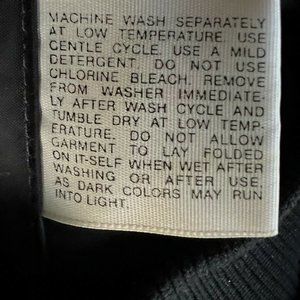 MACHINE WASH SEPARATELY
AT LOW TEMPERATURE. USE
GENTLE CYCLE. USE A MILD
DETERGENT. DO NOT USE
CHLORINE BLEACH. REMOVE
FROM WASHER IMMEDIATE-
LY AFTER WASH CYCLE AND
TUMBLE DRY AT LOW TEMP-
ERATURE. DO NOT ALLOW
GARMENT TO LAY FOLDED
ON IT-SELF WHEN WET AFTER
WASHING OR AFTER USE,
AS DARK COLORS MAY RUN
INTO LIGHT.